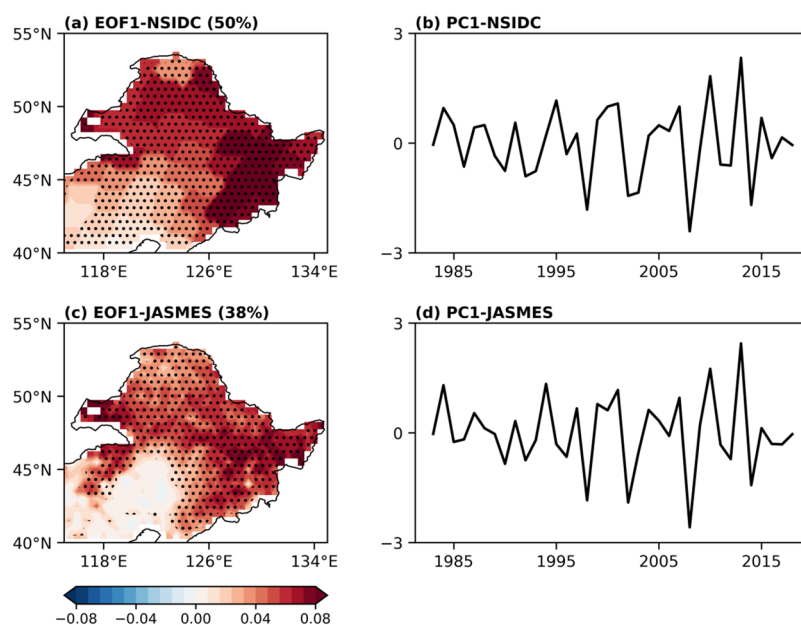 (a) EOF1-NSIDC (50%)
55°N
50°N
45°N
40°N
118°E 126°E 134°E
(b) PC1-NSIDC
3
0
−3
1985 1995 2005 2015
(c) EOF1-JASMES (38%)
55°N
50°N
45°N
40°N
118°E 126°E 134°E
(d) PC1-JASMES
3
0
−3
1985 1995 2005 2015
−0.08 −0.04 0.00 0.04 0.08